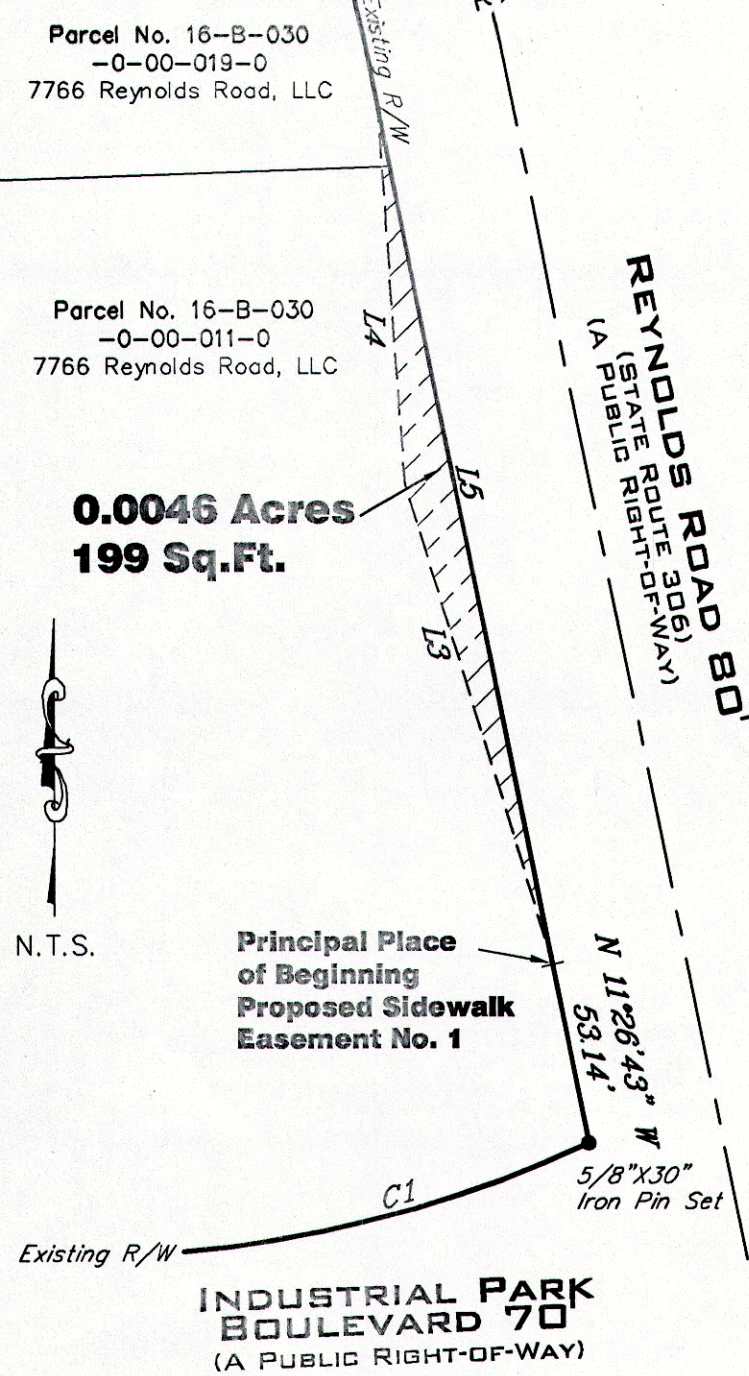 Parcel No. 16-B-030
-0-00-019-0
7766 Reynolds Road, LLC
Existing R/W
Parcel No. 16-B-030
-0-00-011-0
7766 Reynolds Road, LLC
L4
L5
L3
0.0046 Acres
199 Sq.Ft.
REYNOLDS ROAD 80'
(STATE ROUTE 306)
(A PUBLIC RIGHT-OF-WAY)
N.T.S.
Principal Place
of Beginning
Proposed Sidewalk
Easement No. 1
N 11°26'43" W
53.14'
5/8"X30"
Iron Pin Set
C1
Existing R/W
INDUSTRIAL PARK
BOULEVARD 70'
(A PUBLIC RIGHT-OF-WAY)